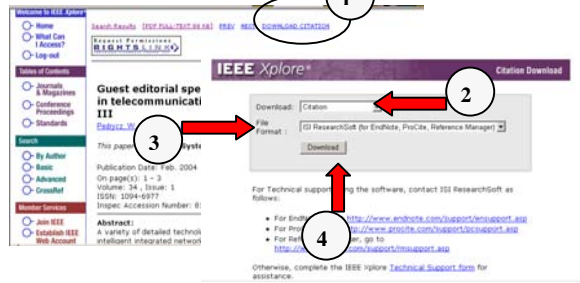 Welcome to IEEE Xplore
Home
What Can
I Access?
Log-out
Tables of Contents
Journals
& Magazines
Conference
Proceedings
Standards
Search
By Author
Basic
Advanced
CrossRef
Member Services
Join IEEE
Establish IEEE
Web Account
Search Results [PDF FULL-TEXT 86 KB] PREV NEXT DOWNLOAD CITATION
Request Permissions
RIGHTSLINK
Guest editorial spe
in telecommunicati
III
Pedrycz, W
This paper
System
Publication Date: Feb. 2004
On page(s): 1 - 3
Volume: 34 , Issue: 1
ISSN: 1094-6977
Inspec Accession Number: 8
Abstract:
A variety of detailed technol
intelligent integrated networ
IEEE Xplore
Citation Download
Download: Citation
File
Format :
ISI ResearchSoft (for EndNote, ProCite, Reference Manager)
Download
For Technical support ng the software, contact ISI ResearchSoft as
follows:
For EndN http://www.endnote.com/support/ensupport.asp
For Pro tp://www.procite.com/support/pcsupport.asp
For Ref er, go to
http://w m/support/rmsupport.asp
Otherwise, complete the IEEE Xplore Technical Support form for
assistance.
1
2
3
4